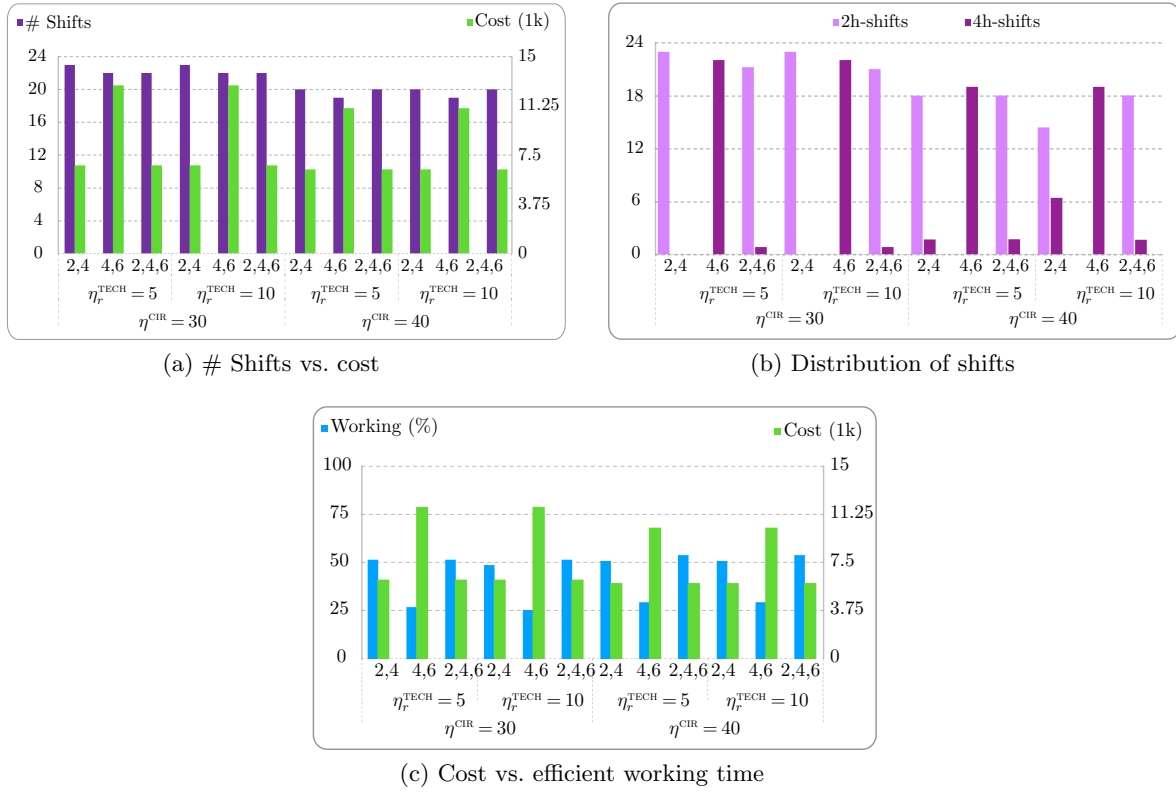 # Shifts Cost (1k)
24 15
20 11.25
16
12 7.5
8 3.75
4
0 0
2,4 4,6 2,4,6 2,4 4,6 2,4,6 2,4 4,6 2,4,6 2,4 4,6 2,4,6
η_r^TECH = 5 η_r^TECH = 10 η_r^TECH = 5 η_r^TECH = 10
η^CIR = 30 η^CIR = 40
(a) # Shifts vs. cost
2h-shifts 4h-shifts
24
18
12
6
0
2,4 4,6 2,4,6 2,4 4,6 2,4,6 2,4 4,6 2,4,6 2,4 4,6 2,4,6
η_r^TECH = 5 η_r^TECH = 10 η_r^TECH = 5 η_r^TECH = 10
η^CIR = 30 η^CIR = 40
(b) Distribution of shifts
Working (%) Cost (1k)
100 15
75 11.25
50 7.5
25 3.75
0 0
2,4 4,6 2,4,6 2,4 4,6 2,4,6 2,4 4,6 2,4,6 2,4 4,6 2,4,6
η_r^TECH = 5 η_r^TECH = 10 η_r^TECH = 5 η_r^TECH = 10
η^CIR = 30 η^CIR = 40
(c) Cost vs. efficient working time